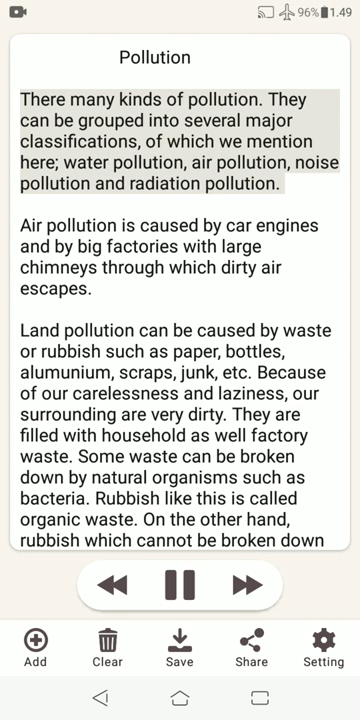 96% 1.49
Pollution
There many kinds of pollution. They
can be grouped into several major
classifications, of which we mention
here; water pollution, air pollution, noise
pollution and radiation pollution.
Air pollution is caused by car engines
and by big factories with large
chimneys through which dirty air
escapes.
Land pollution can be caused by waste
or rubbish such as paper, bottles,
alumunium, scraps, junk, etc. Because
of our carelessness and laziness, our
surrounding are very dirty. They are
filled with household as well factory
waste. Some waste can be broken
down by natural organisms such as
bacteria. Rubbish like this is called
organic waste. On the other hand,
rubbish which cannot be broken down
Add Clear Save Share Setting